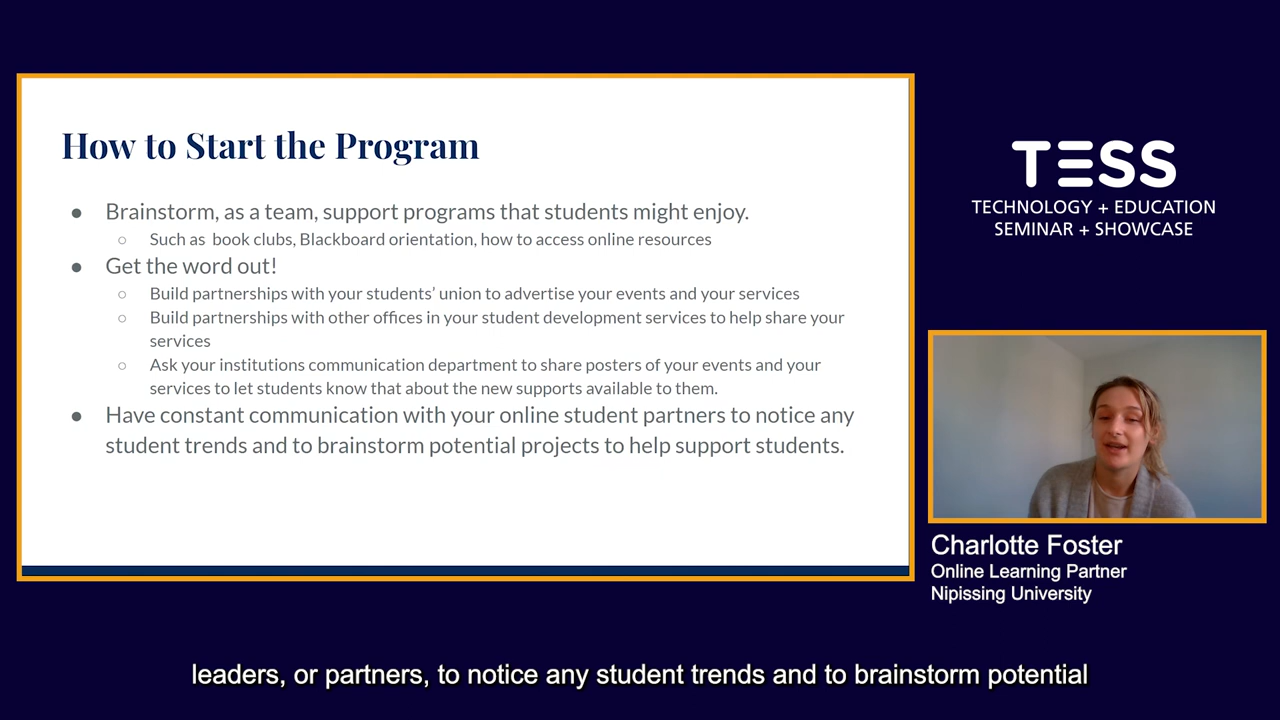 How to Start the Program
● Brainstorm, as a team, support programs that students might enjoy.
○ Such as book clubs, Blackboard orientation, how to access online resources
● Get the word out!
○ Build partnerships with your students' union to advertise your events and your services
○ Build partnerships with other offices in your student development services to help share your
services
○ Ask your institutions communication department to share posters of your events and your
services to let students know that about the new supports available to them.
● Have constant communication with your online student partners to notice any
student trends and to brainstorm potential projects to help support students.
TESS
TECHNOLOGY + EDUCATION
SEMINAR + SHOWCASE
Charlotte Foster
Online Learning Partner
Nipissing University
leaders, or partners, to notice any student trends and to brainstorm potential